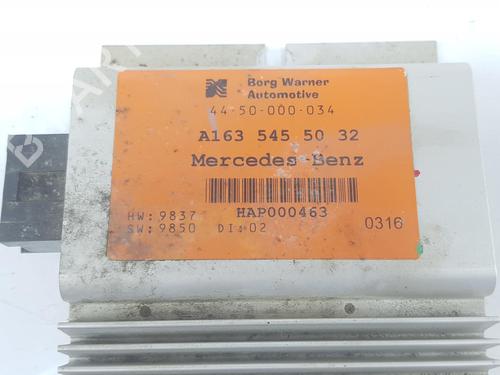 Borg Warner
Automotive
44-50-000-034
A163 545 50 32
Mercedes-Benz
HW:9837 HAP000463
SW:9850 DI:02 0316